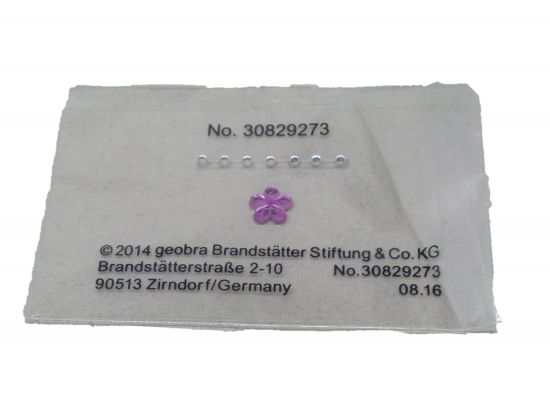 No. 30829273
© 2014 geobra Brandstätter Stiftung & Co. KG
Brandstätterstraße 2-10 No.30829273
90513 Zirndorf/Germany 08.16